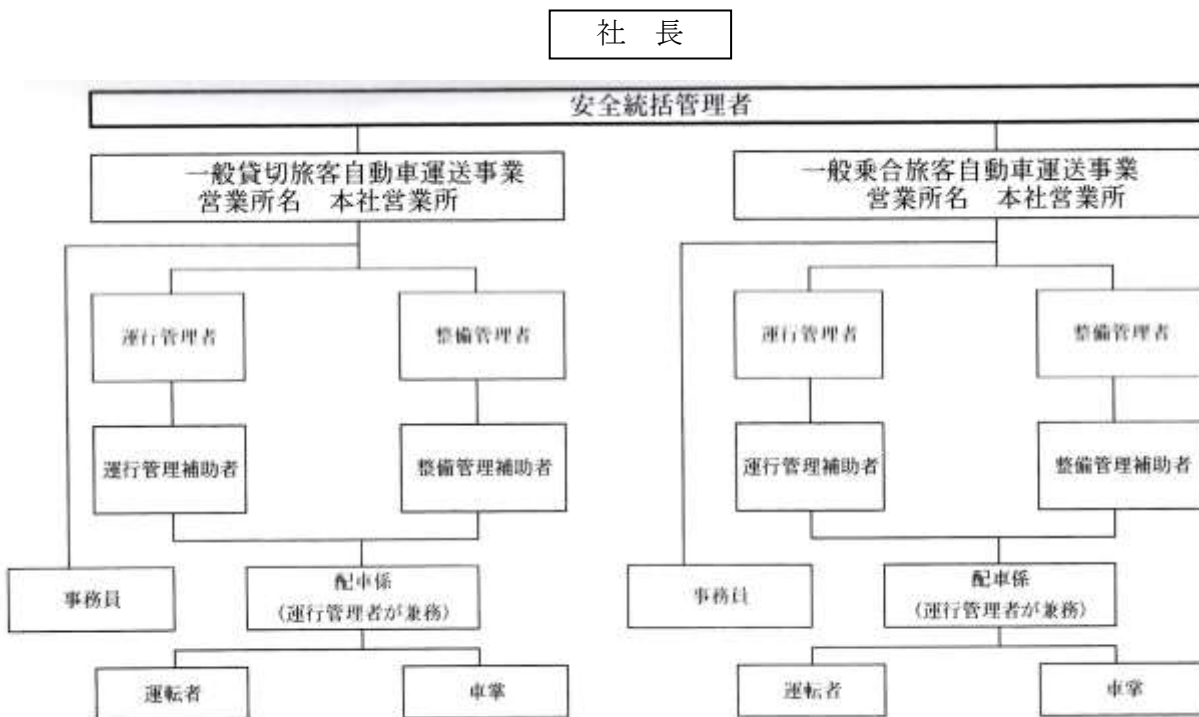 社　長
安全統括管理者
一般貸切旅客自動車運送事業
営業所名　本社営業所
一般乗合旅客自動車運送事業
営業所名　本社営業所
運行管理者
整備管理者
運行管理者
整備管理者
運行管理補助者
整備管理補助者
運行管理補助者
整備管理補助者
事務員
配車係
(運行管理者が兼務)
事務員
配車係
(運行管理者が兼務)
運転者
車掌
運転者
車掌